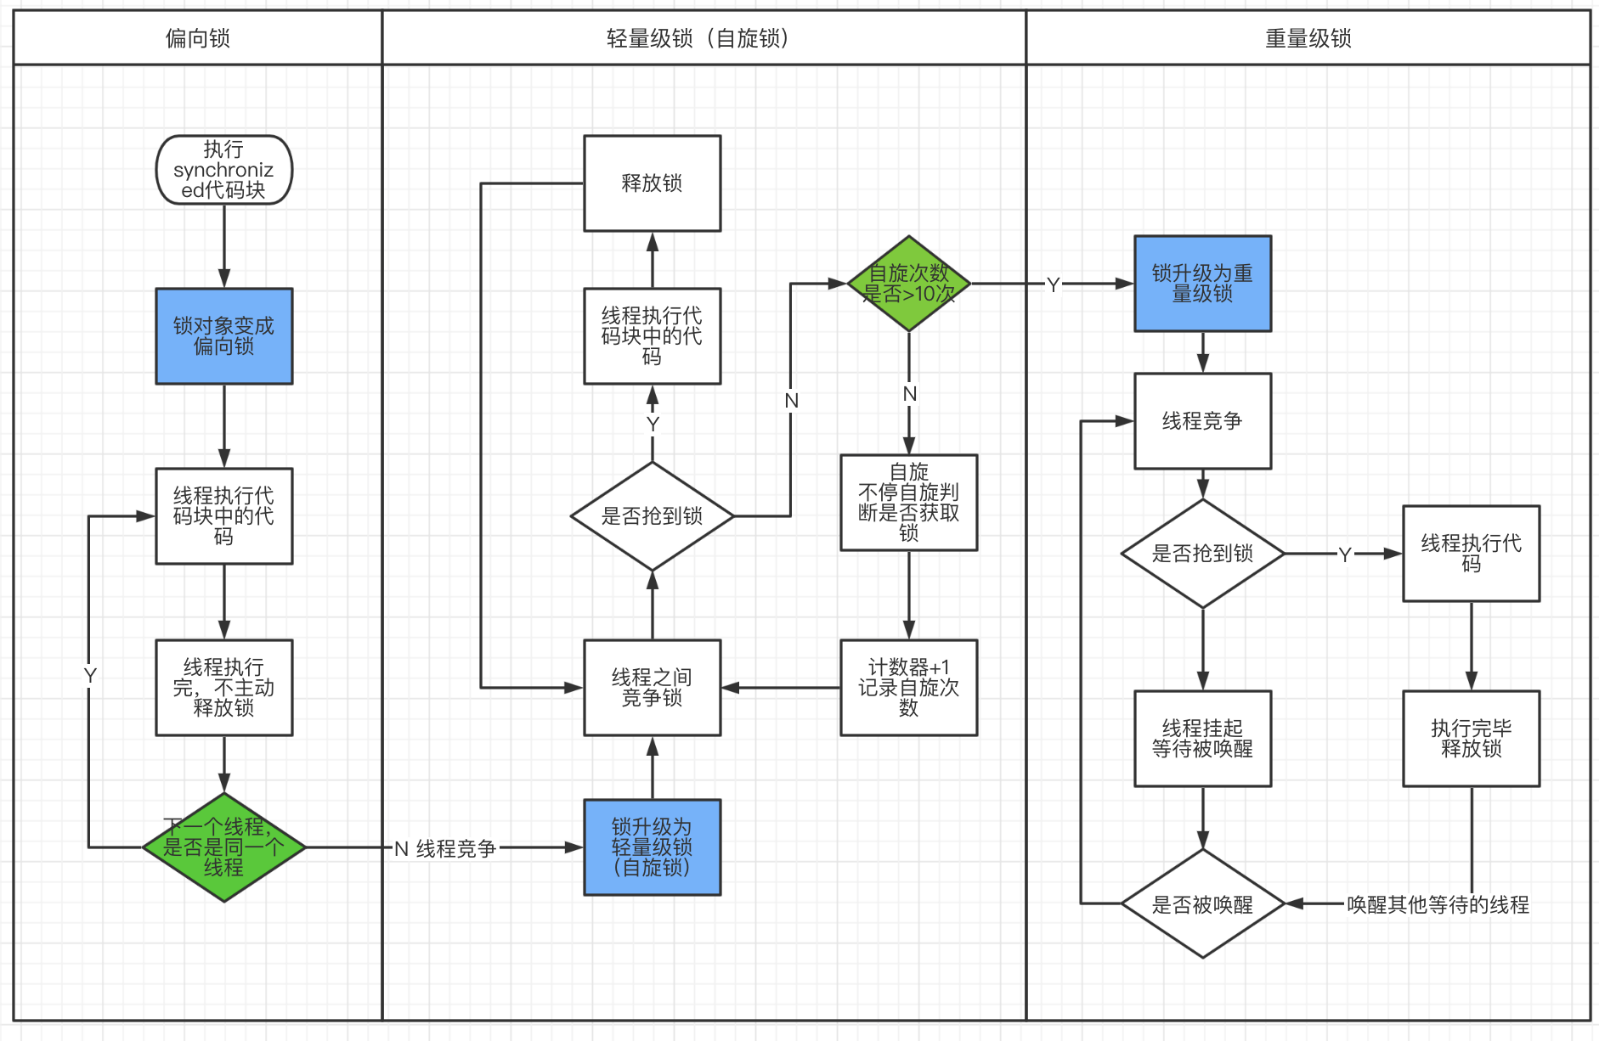 偏向锁
轻量级锁（自旋锁）
重量级锁
执行
synchroniz
ed代码块
锁对象变成
偏向锁
线程执行代
码块中的代
码
线程执行
完，不主动
释放锁
下一个线程，
是否是同一个
线程
Y
N 线程竞争
释放锁
线程执行代
码块中的代
码
Y
是否抢到锁
N
线程之间
竞争锁
锁升级为
轻量级锁
（自旋锁）
自旋次数
是否>10次
Y
N
自旋
不停自旋判
断是否获取
锁
计数器+1
记录自旋次
数
锁升级为重
量级锁
线程竞争
是否抢到锁
Y
线程执行代
码
线程挂起
等待被唤醒
执行完毕
释放锁
是否被唤醒
唤醒其他等待的线程